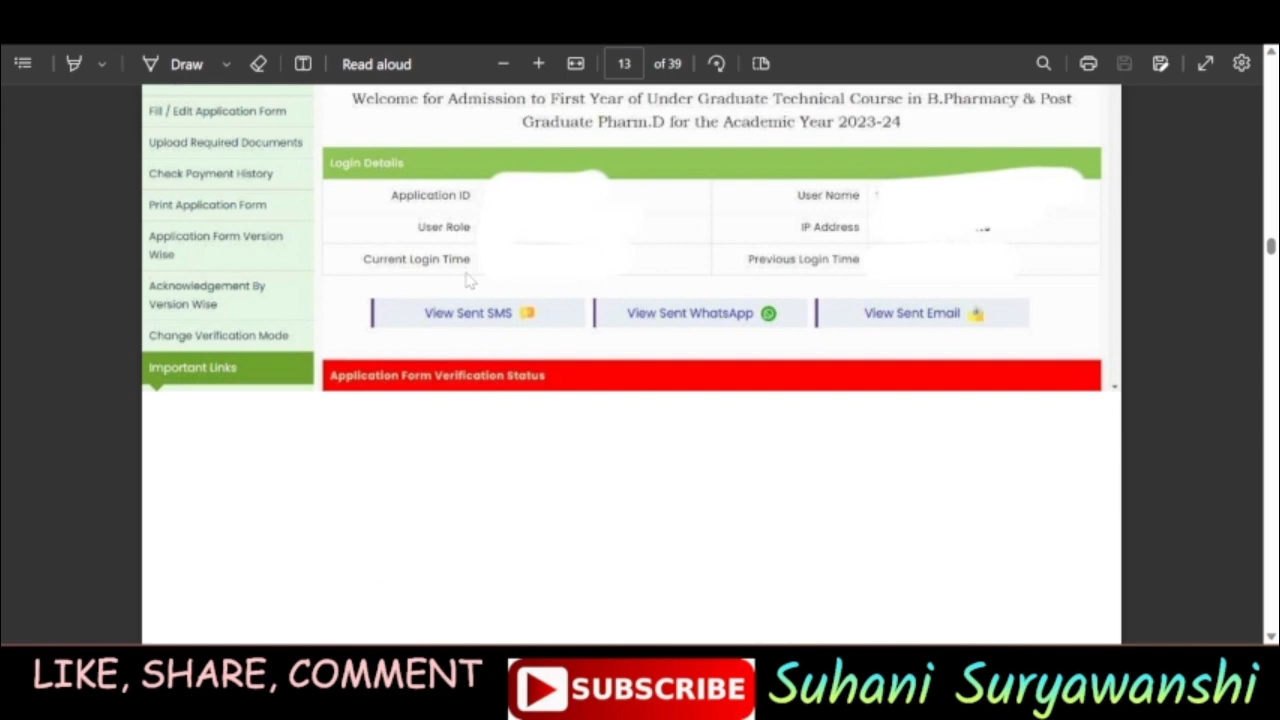 Draw
Read aloud
13 of 39
Fill / Edit Application Form
Upload Required Documents
Check Payment History
Print Application Form
Application Form Version
Wise
Acknowledgement By
Version Wise
Change Verification Mode
Important Links
Welcome for Admission to First Year of Under Graduate Technical Course in B.Pharmacy & Post
Graduate Pharm.D for the Academic Year 2023-24
Login Details
Application ID
User Name
User Role
IP Address
Current Login Time
Previous Login Time
View Sent SMS
View Sent WhatsApp
View Sent Email
Application Form Verification Status
LIKE, SHARE, COMMENT
SUBSCRIBE
Suhani Suryawanshi